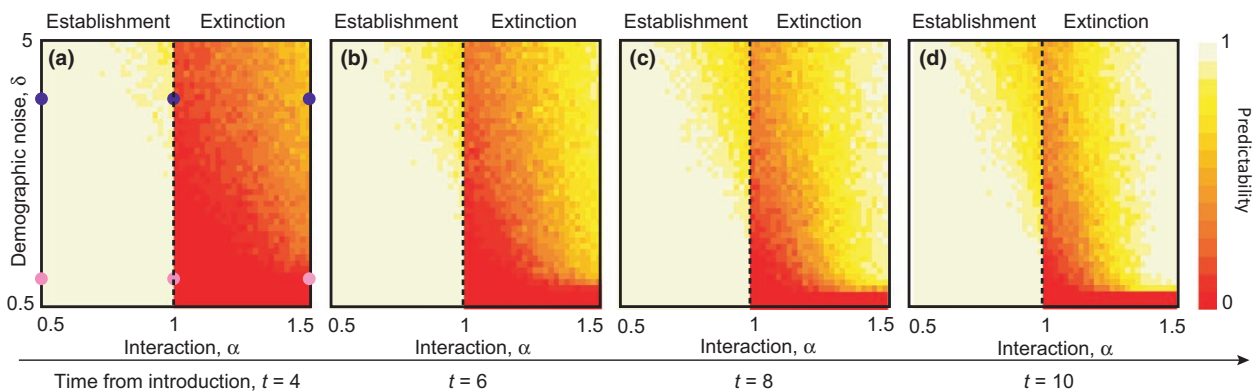 Establishment Extinction Establishment Extinction Establishment Extinction Establishment Extinction
5 (a) (b) (c) (d) 1
Demographic noise, δ
Predictability
0.5 0
0.5 1 1.5 0.5 1 1.5 0.5 1 1.5 0.5 1 1.5
Interaction, α Interaction, α Interaction, α Interaction, α
Time from introduction, t = 4 t = 6 t = 8 t = 10